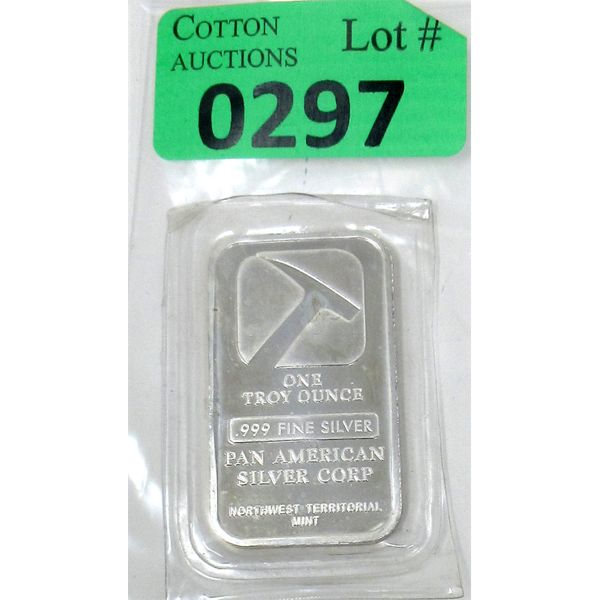 COTTON AUCTIONS Lot #
0297
ONE
TROY OUNCE
.999 FINE SILVER
PAN AMERICAN
SILVER CORP
NORTHWEST TERRITORIAL
MINT